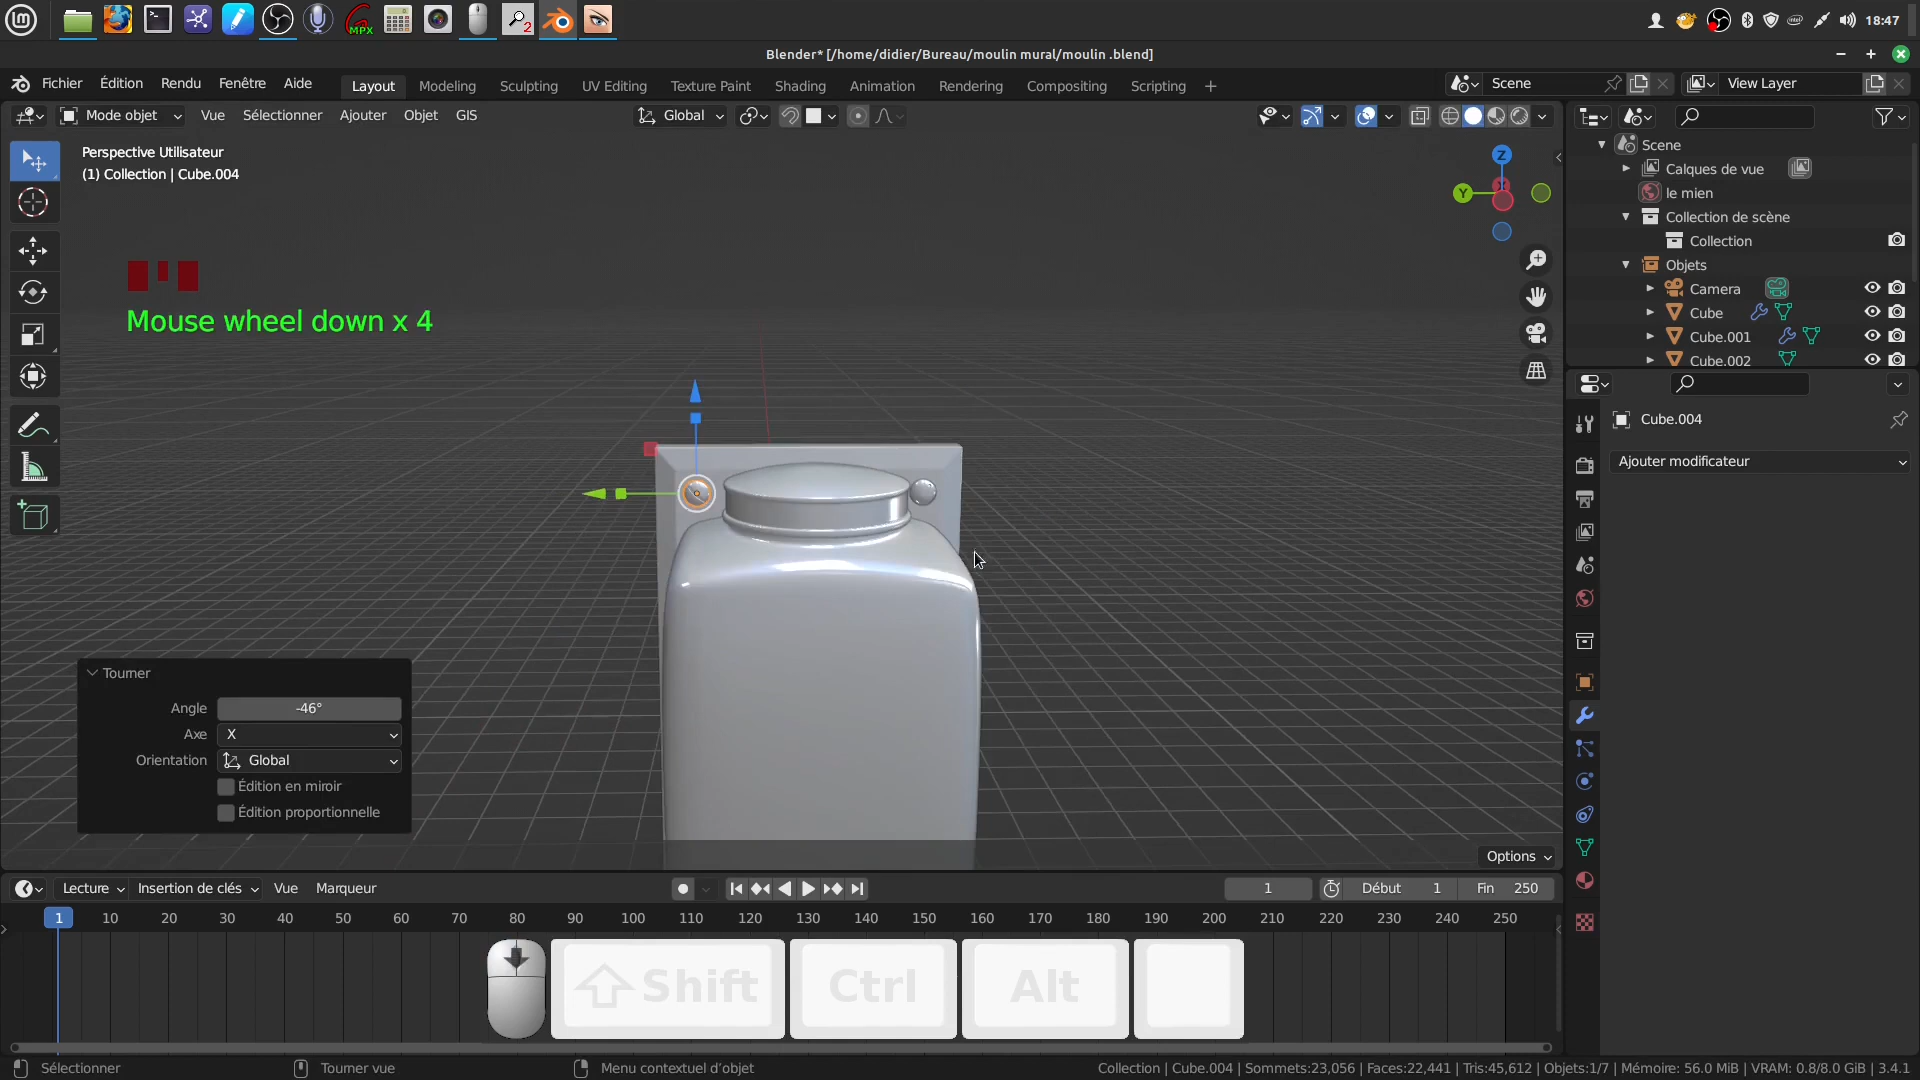 MPX
2
18:47
Blender* [/home/didier/Bureau/moulin mural/moulin .blend]
Fichier Édition Rendu Fenêtre Aide
Layout Modeling Sculpting UV Editing Texture Paint Shading Animation Rendering Compositing Scripting +
Scene
View Layer
Mode objet Vue Sélectionner Ajouter Objet GIS
Global
Perspective Utilisateur
(1) Collection | Cube.004
Z
Y
Mouse wheel down x 4
Scene
Calques de vue
le mien
Collection de scène
Collection
Objets
Camera
Cube
Cube.001
Cube.002
Cube.004
Ajouter modificateur
Tourner
Angle -46°
Axe X
Orientation Global
Édition en miroir
Édition proportionnelle
Options
Lecture Insertion de clés Vue Marqueur
1 Début 1 Fin 250
1 10 20 30 40 50 60 70 80 90 100 110 120 130 140 150 160 170 180 190 200 210 220 230 240 250
Shift Ctrl Alt
Sélectionner Tourner vue Menu contextuel d'objet
Collection | Cube.004 | Sommets:23,056 | Faces:22,441 | Tris:45,612 | Objets:1/7 | Mémoire: 56.0 MiB | VRAM: 0.8/8.0 GiB | 3.4.1